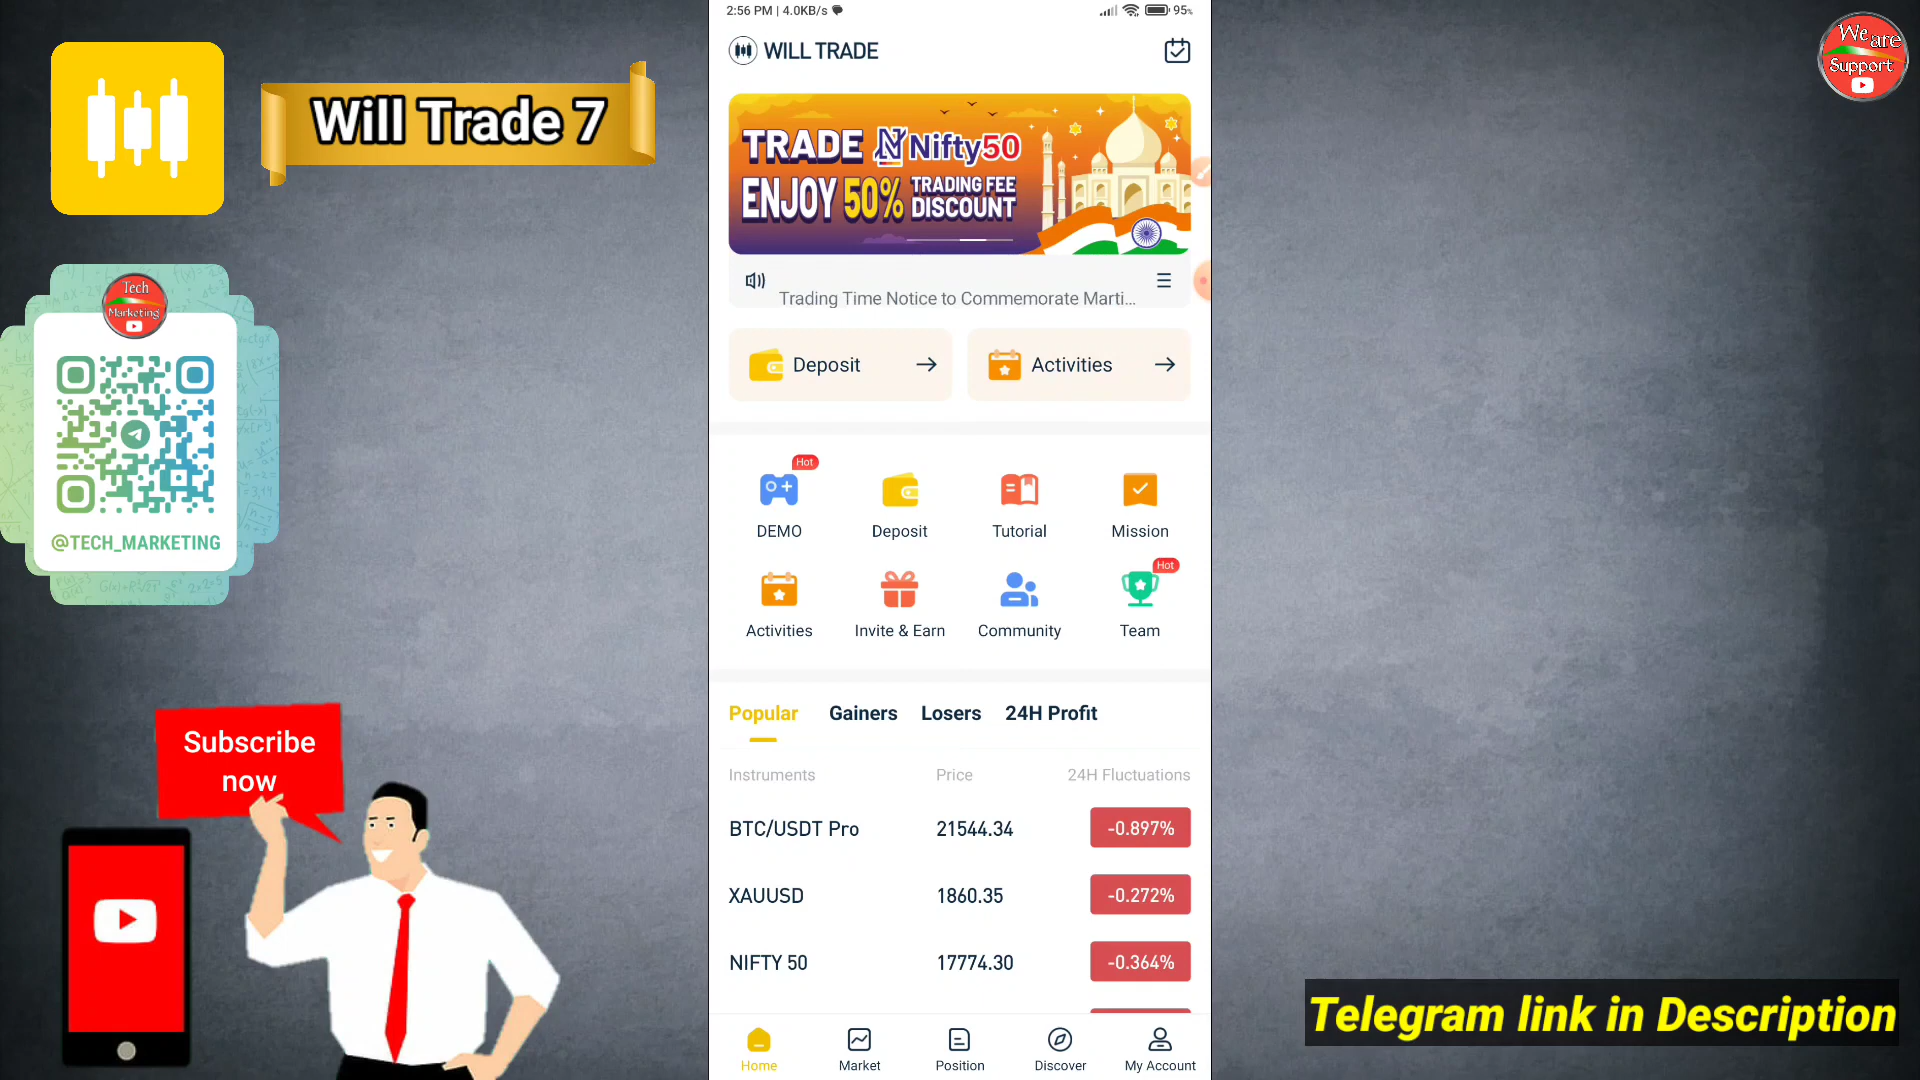 Will Trade 7
Tech
Marketing
@TECH_MARKETING
Subscribe
now
2:56 PM | 4.0KB/s
95%
WILL TRADE
TRADE Nifty50
ENJOY 50% TRADING FEE
DISCOUNT
Trading Time Notice to Commemorate Marti...
Deposit
Activities
Hot
DEMO
Deposit
Tutorial
Mission
Hot
Activities
Invite & Earn
Community
Team
Popular
Gainers
Losers
24H Profit
Instruments
Price
24H Fluctuations
BTC/USDT Pro
21544.34
-0.897%
XAUUSD
1860.35
-0.272%
NIFTY 50
17774.30
-0.364%
Home
Market
Position
Discover
My Account
We are
Support
Telegram link in Description